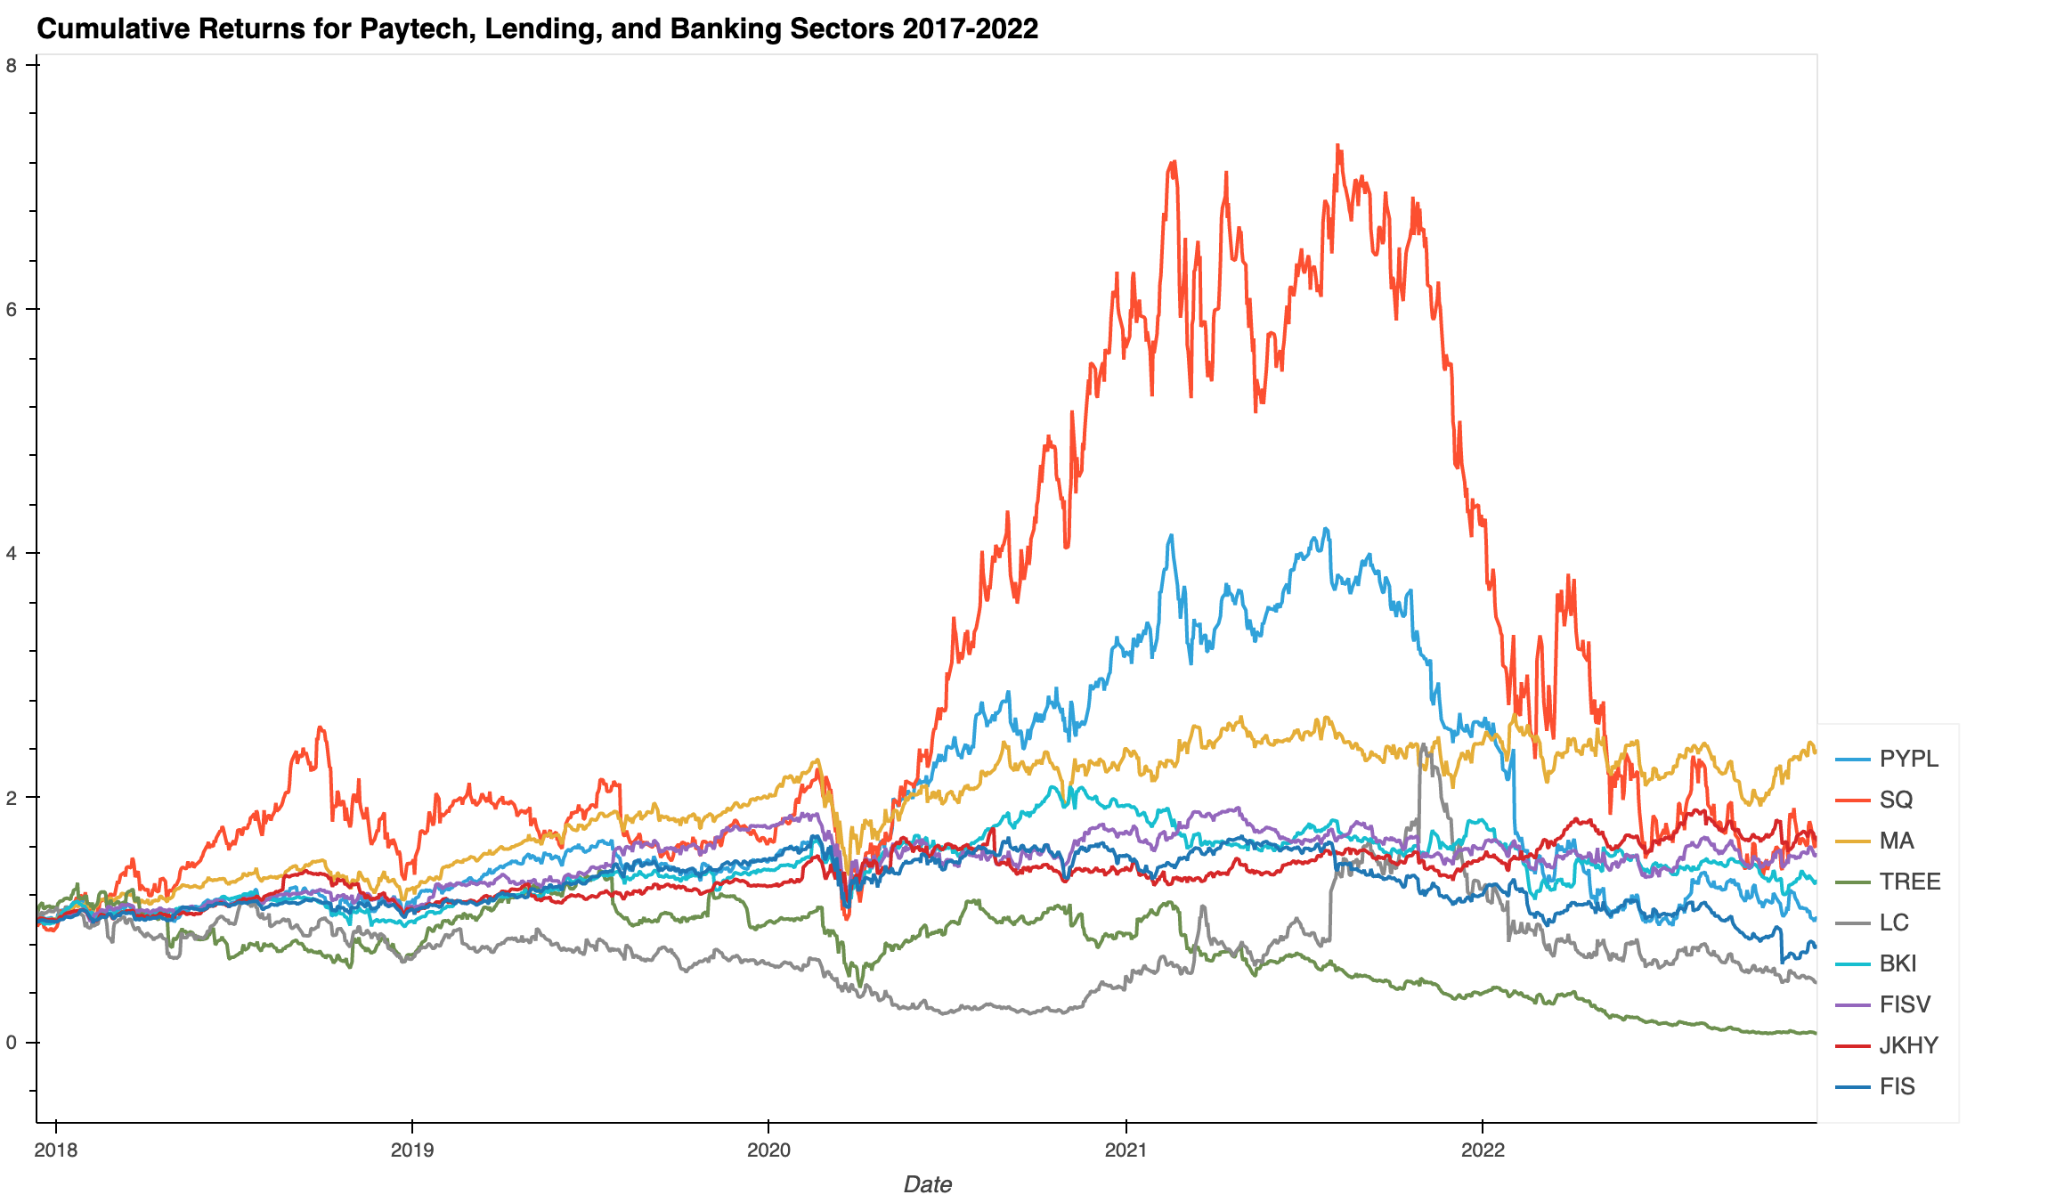 Cumulative Returns for Paytech, Lending, and Banking Sectors 2017-2022
8
6
4
2
0
2018 2019 2020 2021 2022
Date
PYPL
SQ
MA
TREE
LC
BKI
FISV
JKHY
FIS